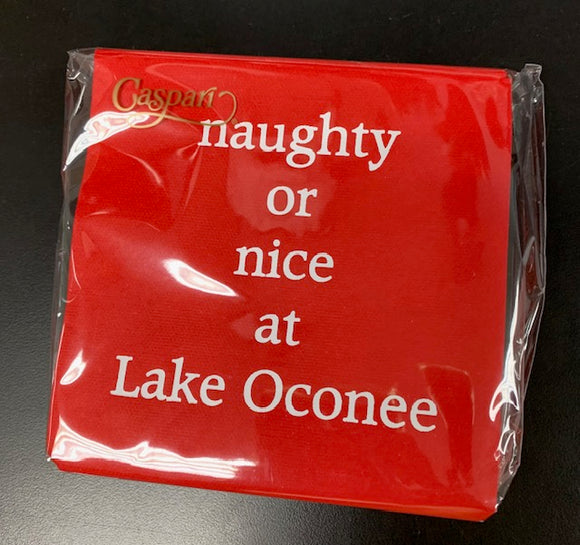 Caspari
naughty
or
nice
at
Lake Oconee